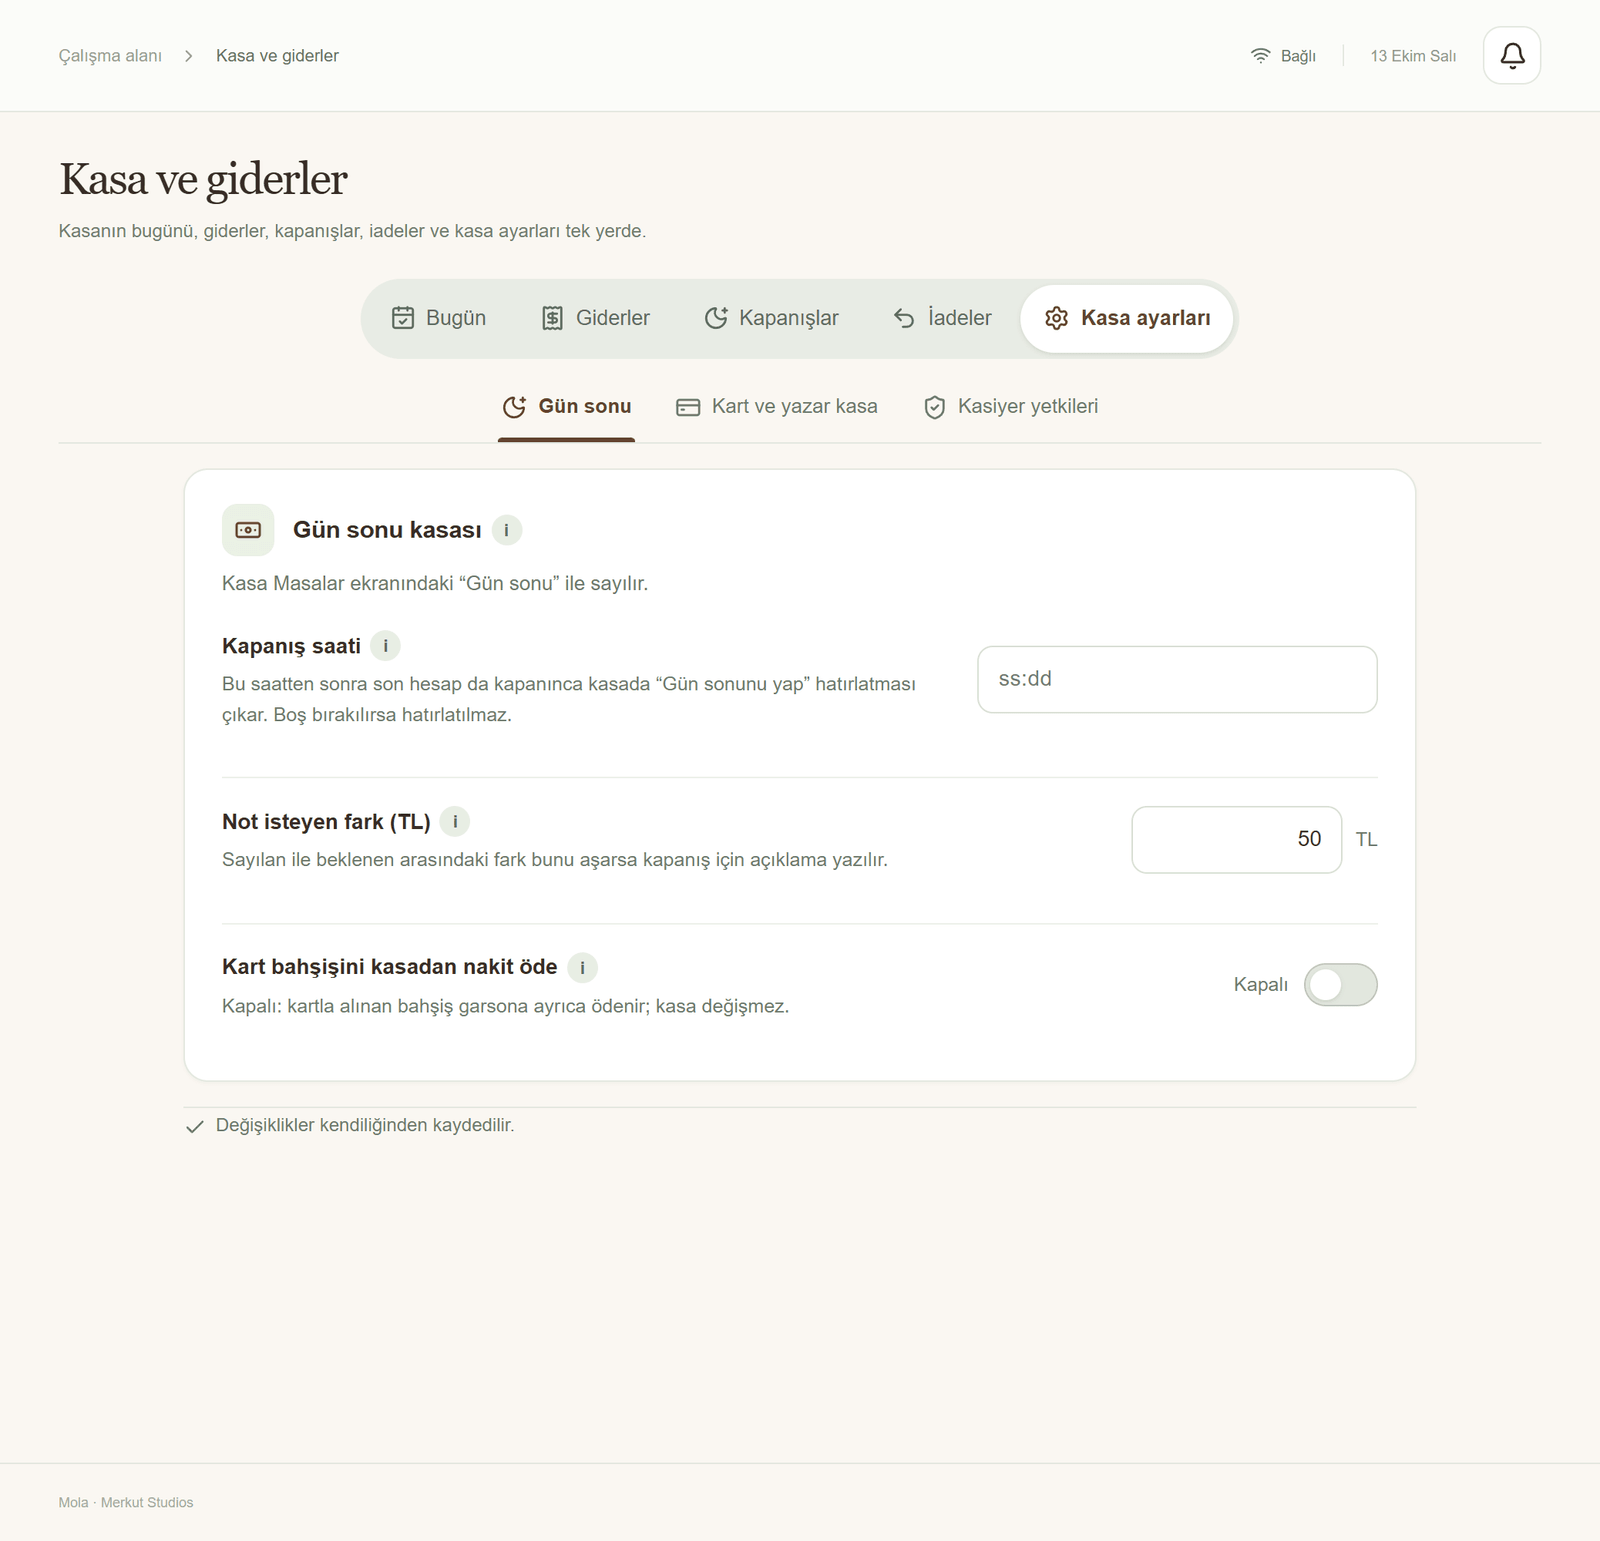 Çalışma alanı
Kasa ve giderler
Bağlı
13 Ekim Salı
Kasa ve giderler
Kasanın bugünü, giderler, kapanışlar, iadeler ve kasa ayarları tek yerde.
Bugün
Giderler
Kapanışlar
İadeler
Kasa ayarları
Gün sonu
Kart ve yazar kasa
Kasiyer yetkileri
Gün sonu kasası i
Kasa Masalar ekranındaki “Gün sonu” ile sayılır.
Kapanış saati i
Bu saatten sonra son hesap da kapanınca kasada “Gün sonunu yap” hatırlatması
çıkar. Boş bırakılırsa hatırlatılmaz.
ss:dd
Not isteyen fark (TL) i
Sayılan ile beklenen arasındaki fark bunu aşarsa kapanış için açıklama yazılır.
50 TL
Kart bahşişini kasadan nakit öde i
Kapalı: kartla alınan bahşiş garsona ayrıca ödenir; kasa değişmez.
Kapalı
Değişiklikler kendiliğinden kaydedilir.
Mola · Merkut Studios